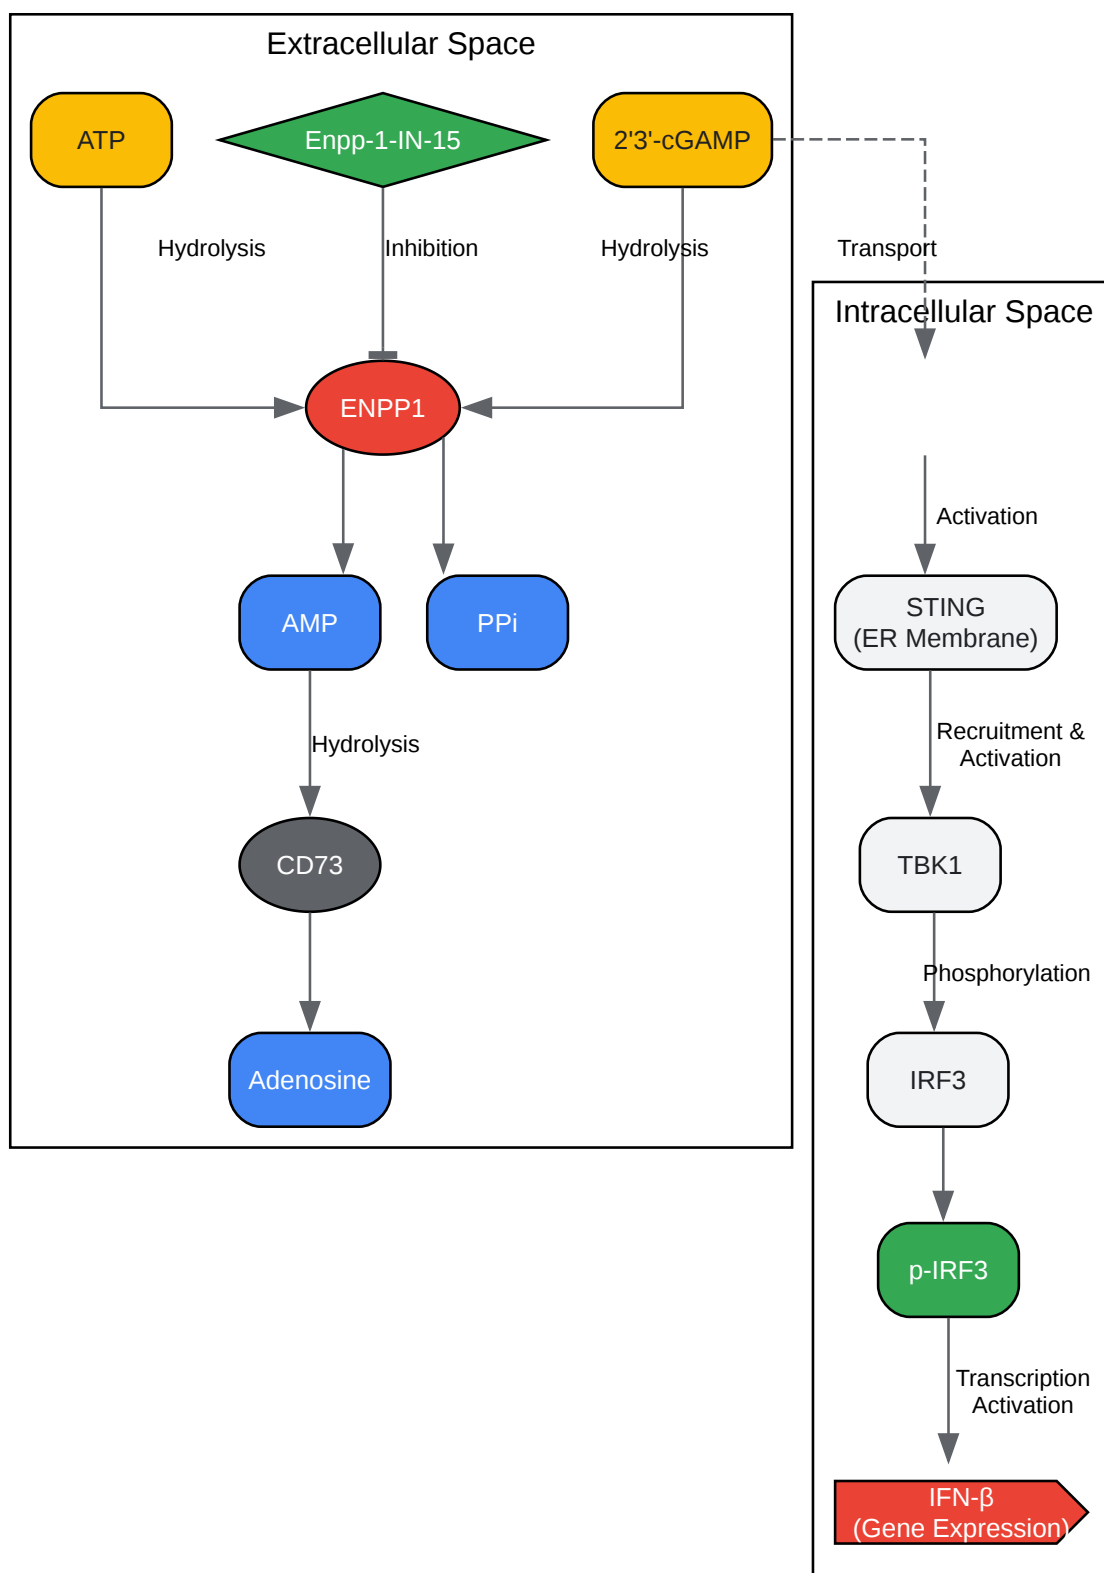 Extracellular Space
ATP
Enpp-1-IN-15
2'3'-cGAMP
Hydrolysis
Inhibition
Hydrolysis
Transport
Intracellular Space
ENPP1
Activation
AMP
PPi
STING
(ER Membrane)
Hydrolysis
Recruitment &
Activation
CD73
TBK1
Phosphorylation
Adenosine
IRF3
p-IRF3
Transcription
Activation
IFN-β
(Gene Expression)